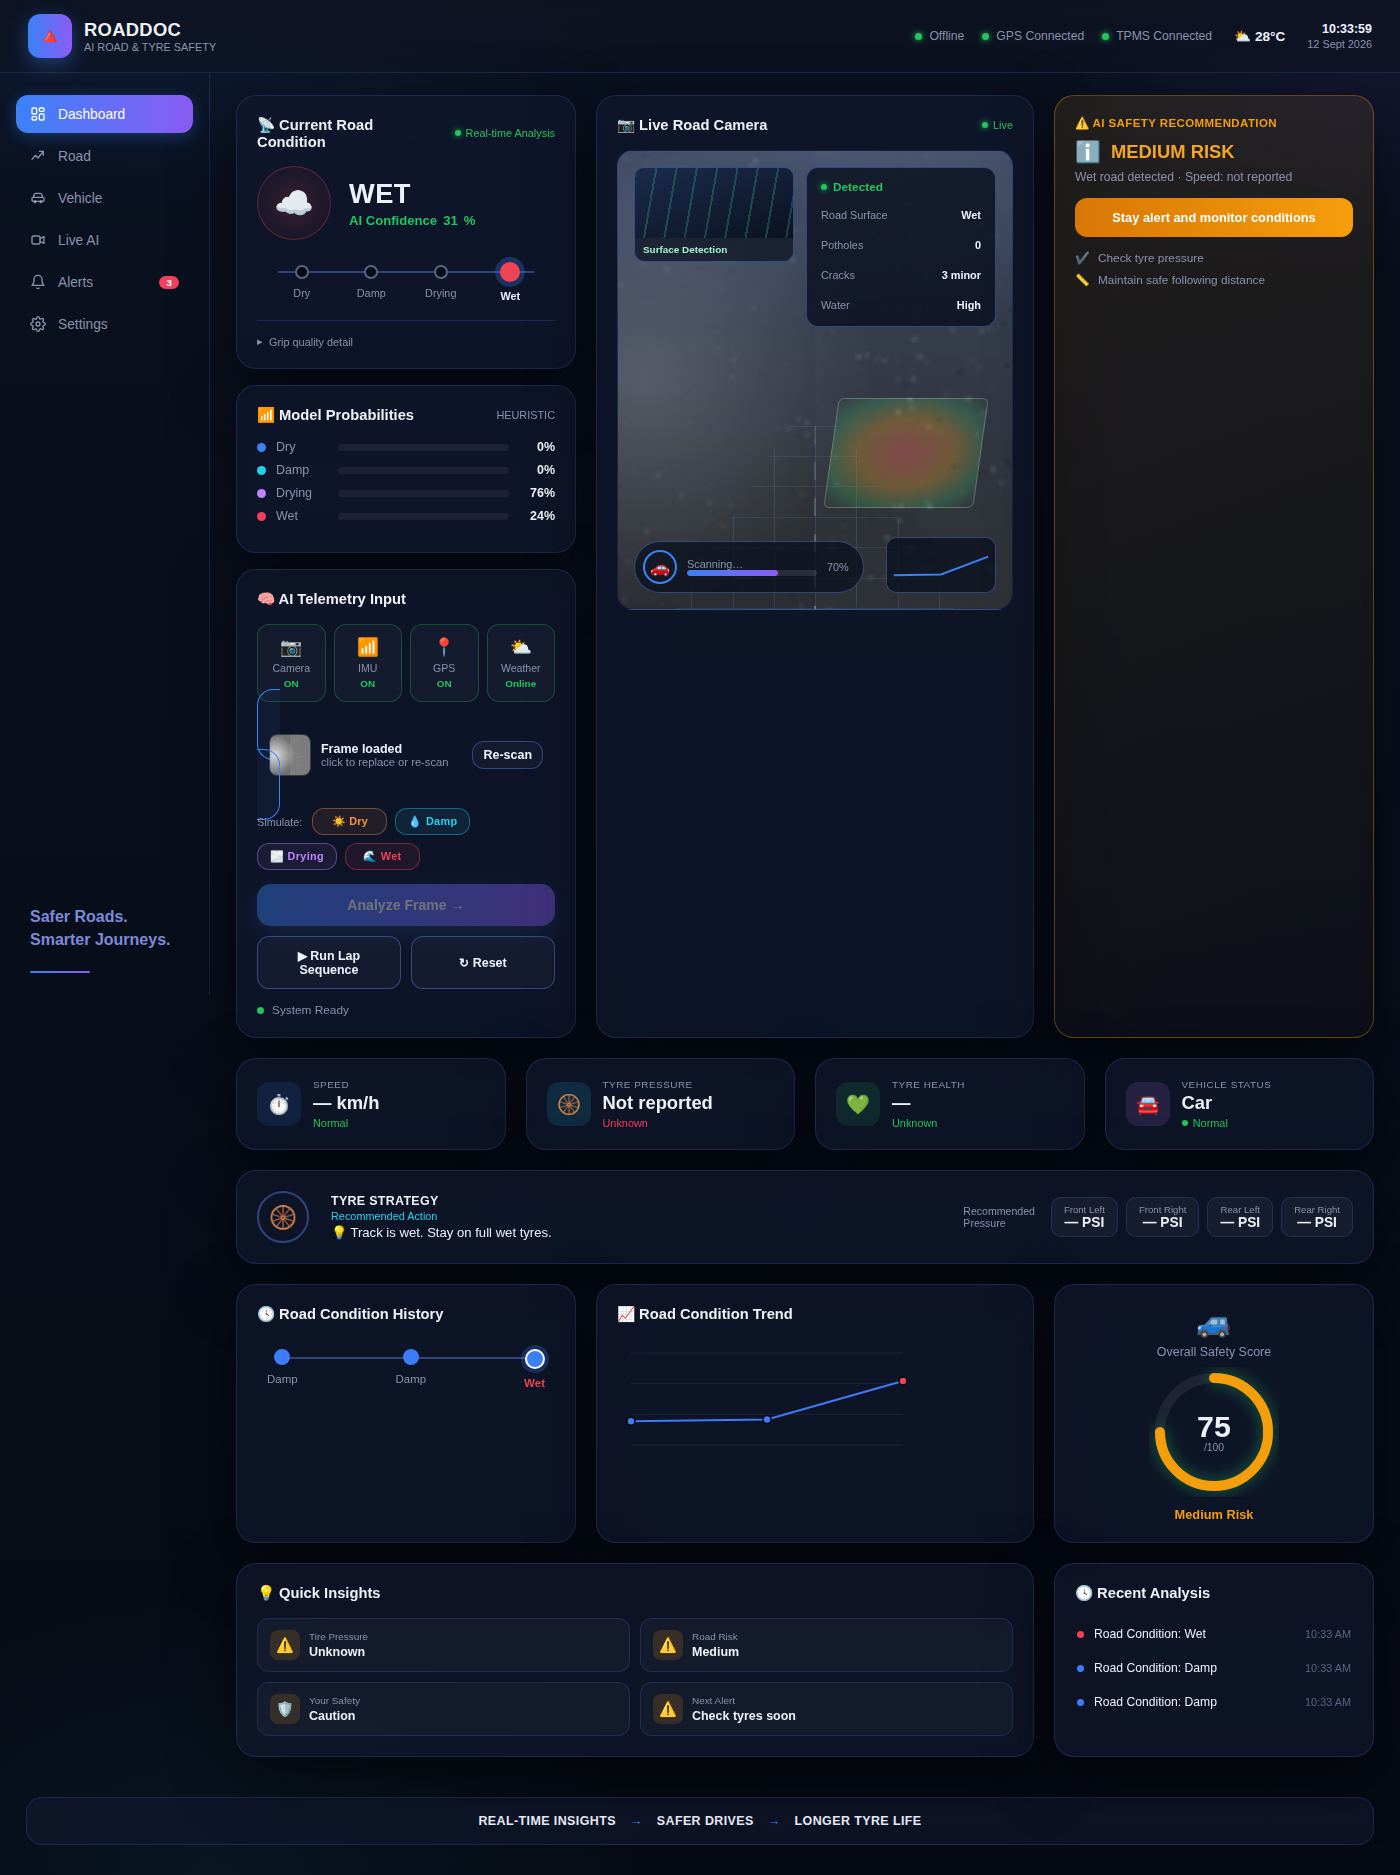 ROADDOC
AI ROAD & TYRE SAFETY
Offline
GPS Connected
TPMS Connected
28°C
10:33:59
12 Sept 2026
Dashboard
Road
Vehicle
Live AI
Alerts
3
Settings
Safer Roads.
Smarter Journeys.
Current Road
Condition
Real-time Analysis
WET
AI Confidence 31 %
Dry
Damp
Drying
Wet
▸ Grip quality detail
Model Probabilities
HEURISTIC
Dry
0%
Damp
0%
Drying
76%
Wet
24%
AI Telemetry Input
Camera
ON
IMU
ON
GPS
ON
Weather
Online
Frame loaded
click to replace or re-scan
Re-scan
Simulate:
Dry
Damp
Drying
Wet
Analyze Frame →
▶ Run Lap
Sequence
↻ Reset
System Ready
Live Road Camera
Live
Surface Detection
Detected
Road Surface
Wet
Potholes
0
Cracks
3 minor
Water
High
Scanning...
70%
AI SAFETY RECOMMENDATION
MEDIUM RISK
Wet road detected · Speed: not reported
Stay alert and monitor conditions
Check tyre pressure
Maintain safe following distance
SPEED
— km/h
Normal
TYRE PRESSURE
Not reported
Unknown
TYRE HEALTH
—
Unknown
VEHICLE STATUS
Car
Normal
TYRE STRATEGY
Recommended Action
Track is wet. Stay on full wet tyres.
Recommended
Pressure
Front Left
— PSI
Front Right
— PSI
Rear Left
— PSI
Rear Right
— PSI
Road Condition History
Damp
Damp
Wet
Road Condition Trend
Overall Safety Score
75
/100
Medium Risk
Quick Insights
Tire Pressure
Unknown
Road Risk
Medium
Your Safety
Caution
Next Alert
Check tyres soon
Recent Analysis
Road Condition: Wet
10:33 AM
Road Condition: Damp
10:33 AM
Road Condition: Damp
10:33 AM
REAL-TIME INSIGHTS → SAFER DRIVES → LONGER TYRE LIFE